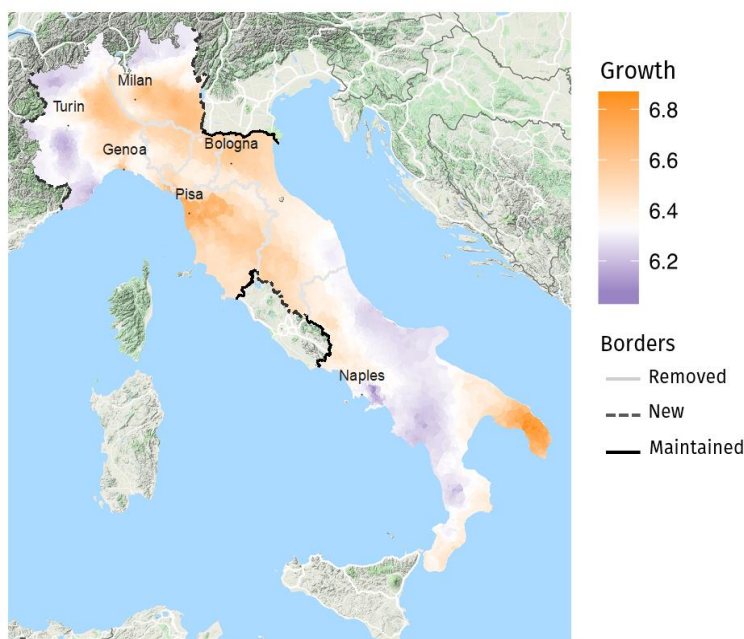 Milan
Turin
Genoa
Bologna
Pisa
Naples
Growth
6.8
6.6
6.4
6.2
Borders
Removed
New
Maintained